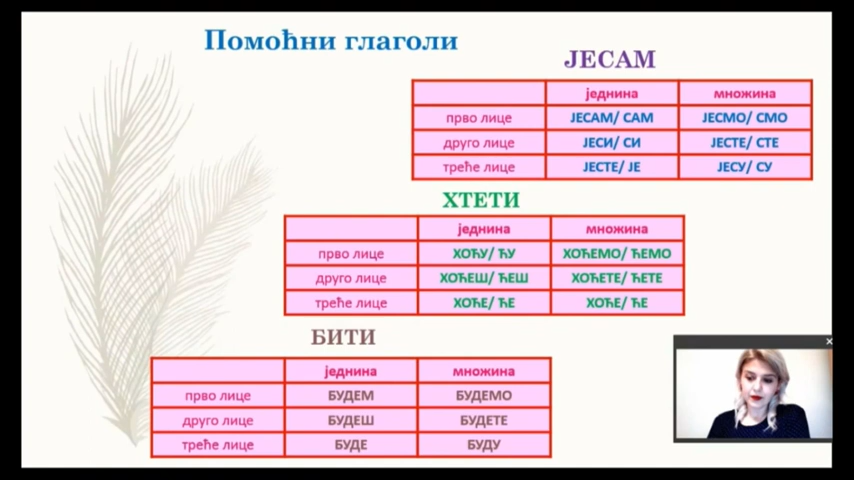 Помоћни глаголи
ЈЕСАМ
једнина множина
прво лице ЈЕСАМ/ САМ ЈЕСМО/ СМО
друго лице ЈЕСИ/ СИ ЈЕСТЕ/ СТЕ
треће лице ЈЕСТЕ/ ЈЕ ЈЕСУ/ СУ
ХТЕТИ
једнина множина
прво лице ХОЋУ/ ЋУ ХОЋЕМО/ ЋЕМО
друго лице ХОЋЕШ/ ЋЕШ ХОЋЕТЕ/ ЋЕТЕ
треће лице ХОЋЕ/ ЋЕ ХОЋЕ/ ЋЕ
БИТИ
једнина множина
прво лице БУДЕМ БУДЕМО
друго лице БУДЕШ БУДЕТЕ
треће лице БУДЕ БУДУ